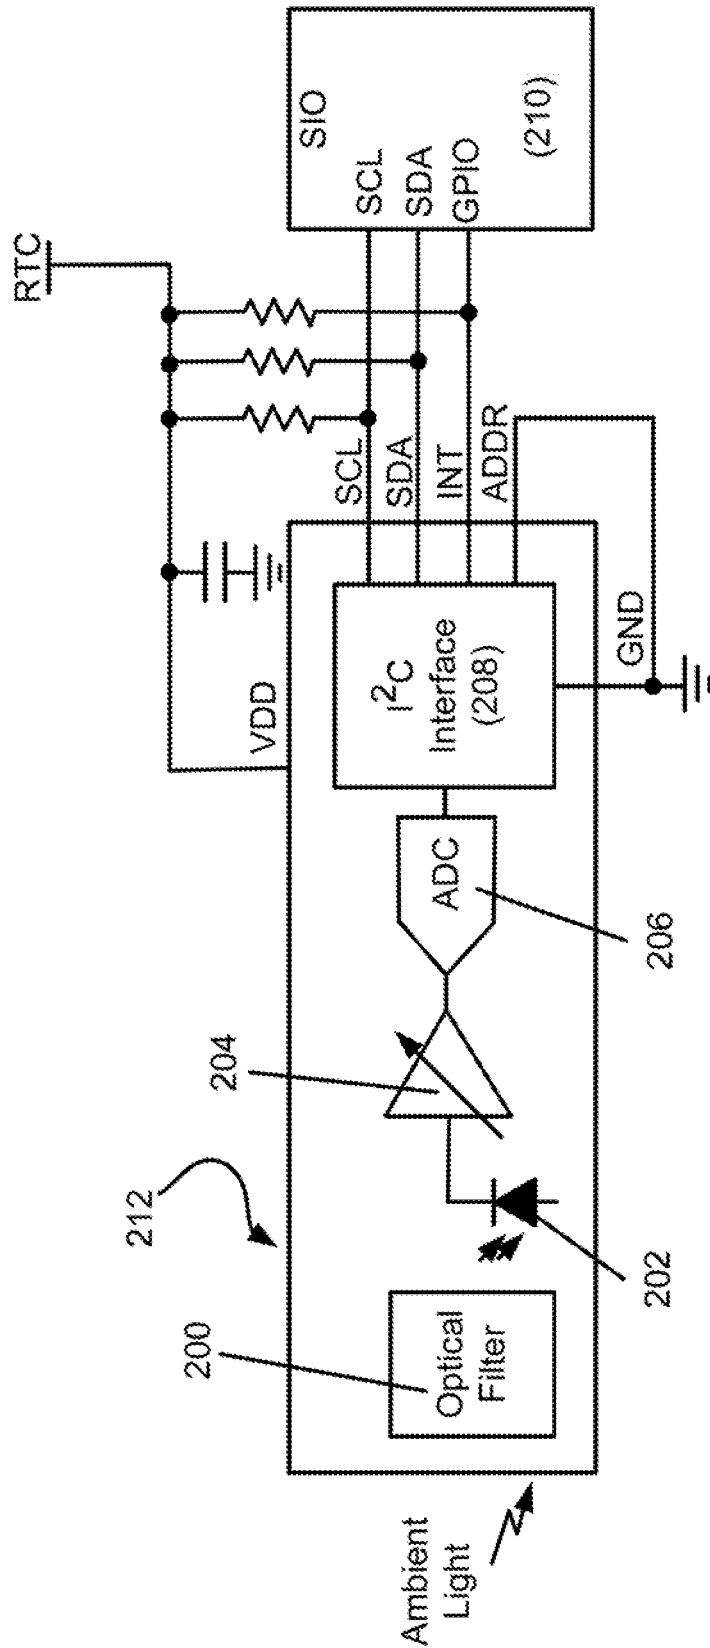 RTC
SIO
SCL
SDA
GPIO
(210)
SCL
SDA
INT
ADDR
VDD
GND
I²C
Interface
(208)
ADC
206
204
212
202
200
Optical
Filter
Ambient
Light